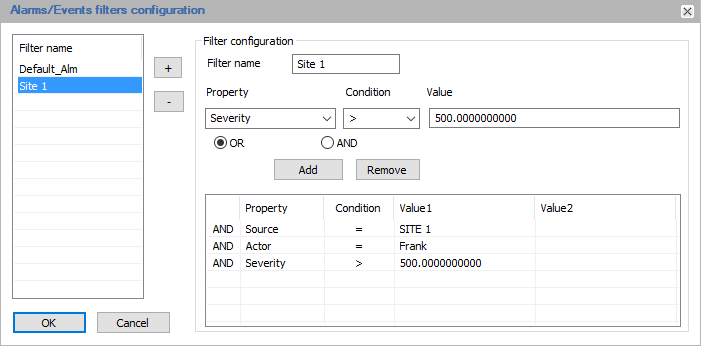 Alarms/Events filters configuration
Filter name
Default_Alm
Site 1
+
-
OK
Cancel
Filter configuration
Filter name
Site 1
Property
Condition
Value
Severity
>
500.0000000000
OR
AND
Add
Remove
Property Condition Value1 Value2
AND Source = SITE 1
AND Actor = Frank
AND Severity > 500.0000000000